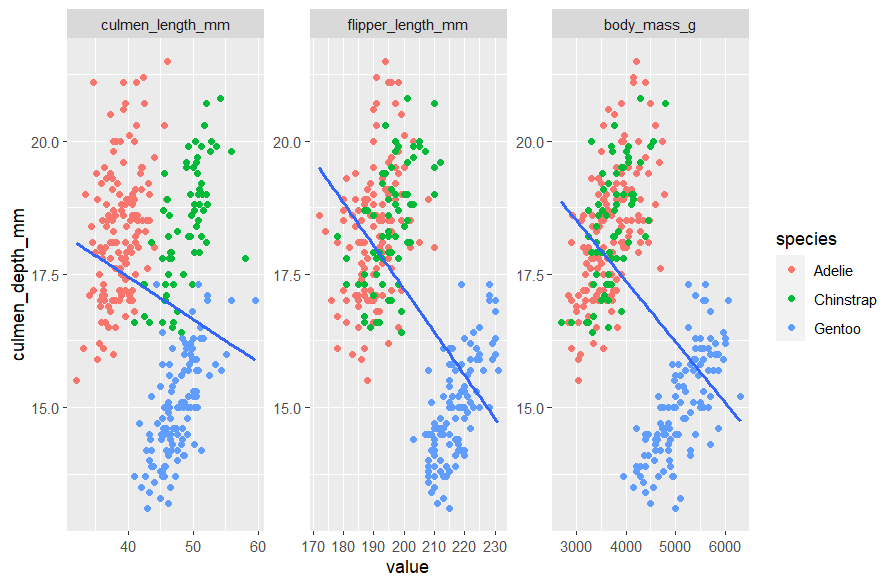 culmen_length_mm flipper_length_mm body_mass_g
culmen_depth_mm
20.0 20.0 20.0
17.5 17.5 17.5
15.0 15.0 15.0
species
Adelie
Chinstrap
Gentoo
40 50 60 170 180 190 200 210 220 230 3000 4000 5000 6000
value